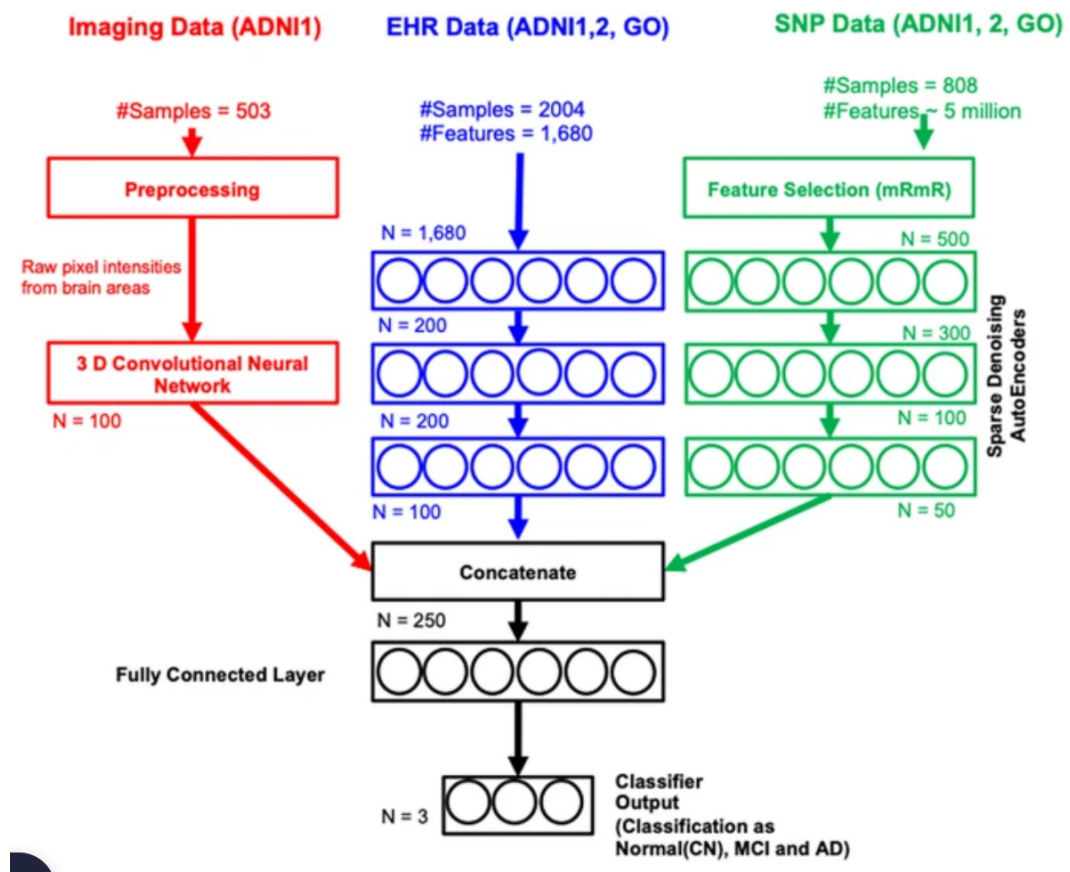 Imaging Data (ADNI1)
EHR Data (ADNI1,2, GO)
SNP Data (ADNI1, 2, GO)
#Samples = 503
#Samples = 2004
#Features = 1,680
#Samples = 808
#Features ~ 5 million
Preprocessing
Feature Selection (mRmR)
N = 1,680
N = 500
Raw pixel intensities
from brain areas
N = 200
N = 300
3 D Convolutional Neural
Network
N = 100
N = 200
N = 100
Sparse Denoising
AutoEncoders
N = 100
N = 50
Concatenate
N = 250
Fully Connected Layer
N = 3
Classifier
Output
(Classification as
Normal(CN), MCI and AD)